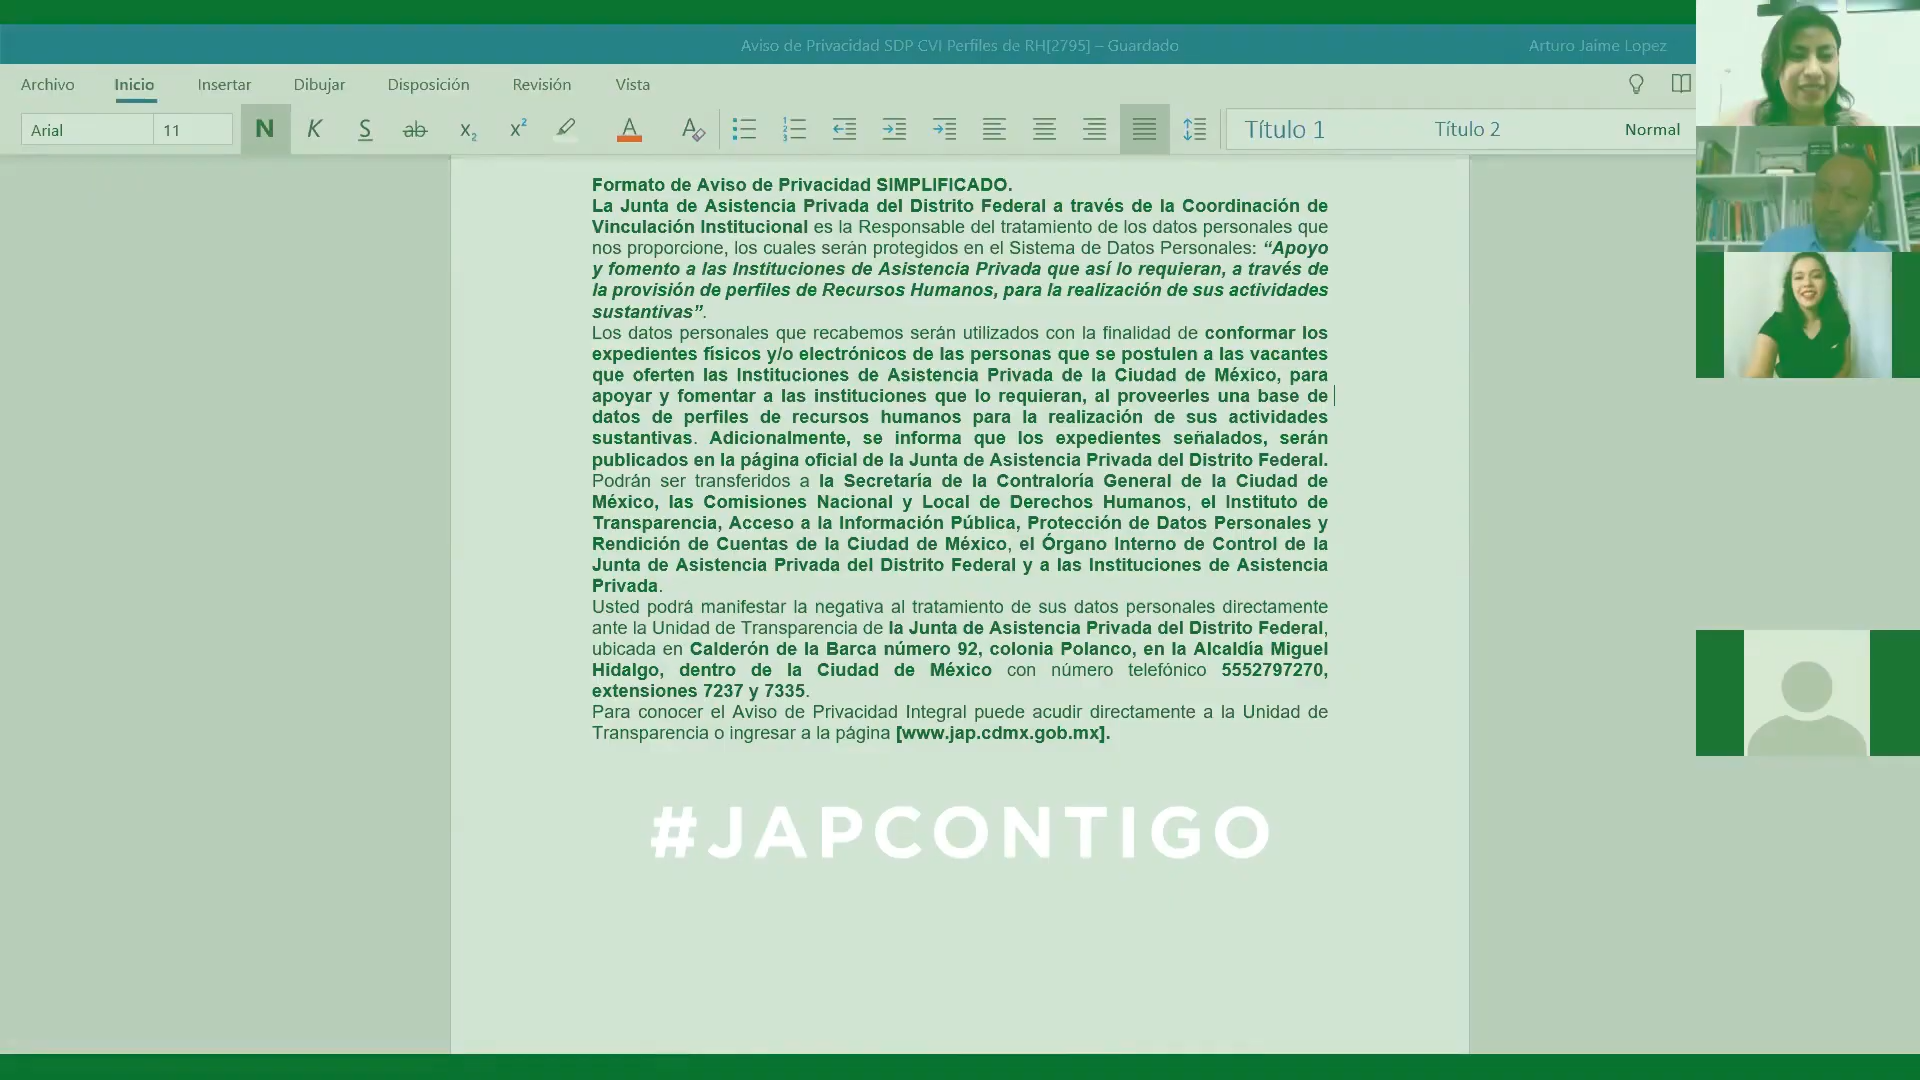 Aviso de Privacidad SDP CVI Perfiles de RH[2795] – Guardado
Arturo Jaime Lopez
Archivo Inicio Insertar Dibujar Disposición Revisión Vista
Arial 11 N K S ab X₂ X² A A Título 1 Título 2 Normal
Formato de Aviso de Privacidad SIMPLIFICADO.
La Junta de Asistencia Privada del Distrito Federal a través de la Coordinación de
Vinculación Institucional es la Responsable del tratamiento de los datos personales que
nos proporcione, los cuales serán protegidos en el Sistema de Datos Personales: “Apoyo
y fomento a las Instituciones de Asistencia Privada que así lo requieran, a través de
la provisión de perfiles de Recursos Humanos, para la realización de sus actividades
sustantivas”.
Los datos personales que recabemos serán utilizados con la finalidad de conformar los
expedientes físicos y/o electrónicos de las personas que se postulen a las vacantes
que oferten las Instituciones de Asistencia Privada de la Ciudad de México, para
apoyar y fomentar a las instituciones que lo requieran, al proveerles una base de
datos de perfiles de recursos humanos para la realización de sus actividades
sustantivas. Adicionalmente, se informa que los expedientes señalados, serán
publicados en la página oficial de la Junta de Asistencia Privada del Distrito Federal.
Podrán ser transferidos a la Secretaría de la Contraloría General de la Ciudad de
México, las Comisiones Nacional y Local de Derechos Humanos, el Instituto de
Transparencia, Acceso a la Información Pública, Protección de Datos Personales y
Rendición de Cuentas de la Ciudad de México, el Órgano Interno de Control de la
Junta de Asistencia Privada del Distrito Federal y a las Instituciones de Asistencia
Privada.
Usted podrá manifestar la negativa al tratamiento de sus datos personales directamente
ante la Unidad de Transparencia de la Junta de Asistencia Privada del Distrito Federal,
ubicada en Calderón de la Barca número 92, colonia Polanco, en la Alcaldía Miguel
Hidalgo, dentro de la Ciudad de México con número telefónico 5552797270,
extensiones 7237 y 7335.
Para conocer el Aviso de Privacidad Integral puede acudir directamente a la Unidad de
Transparencia o ingresar a la página [www.jap.cdmx.gob.mx].
#JAPCONTIGO